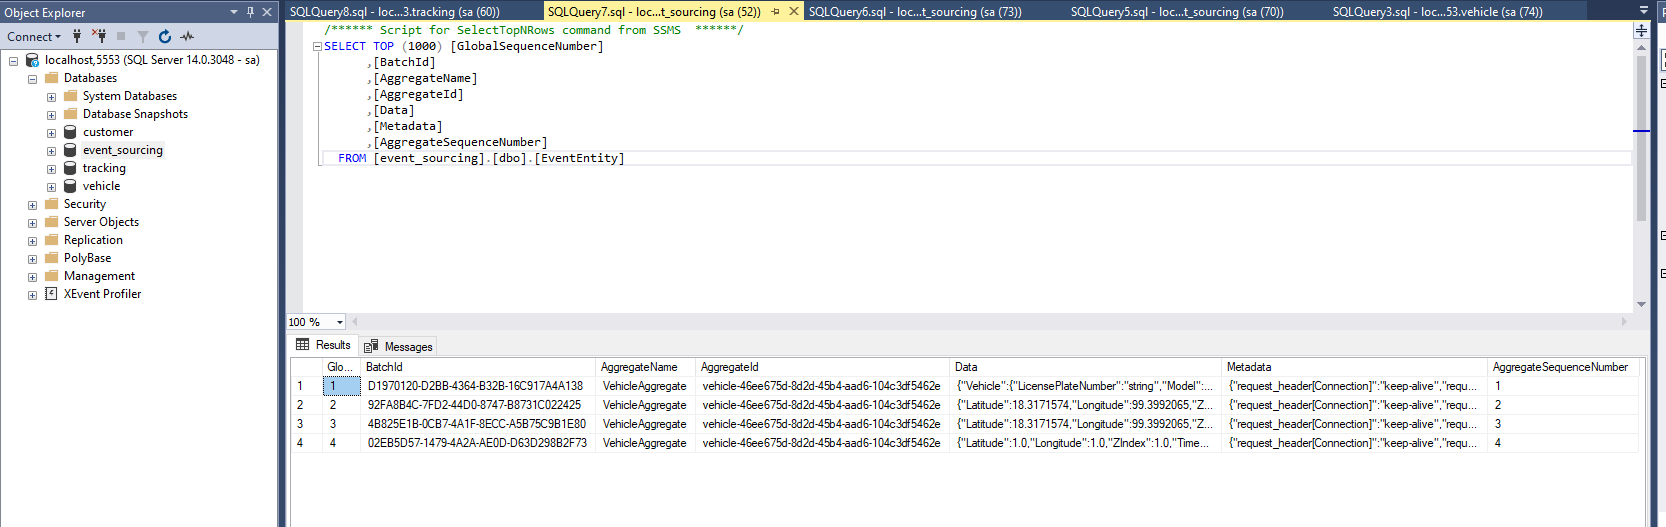 Object Explorer
Connect
localhost,5553 (SQL Server 14.0.3048 - sa)
Databases
System Databases
Database Snapshots
customer
event_sourcing
tracking
vehicle
Security
Server Objects
Replication
PolyBase
Management
XEvent Profiler
SQLQuery8.sql - loc...3.tracking (sa (60)) SQLQuery7.sql - loc...t_sourcing (sa (52)) SQLQuery6.sql - loc...t_sourcing (sa (73)) SQLQuery5.sql - loc...t_sourcing (sa (70)) SQLQuery3.sql - loc...53.vehicle (sa (74))
/****** Script for SelectTopNRows command from SSMS ******/
SELECT TOP (1000) [GlobalSequenceNumber]
,[BatchId]
,[AggregateName]
,[AggregateId]
,[Data]
,[Metadata]
,[AggregateSequenceNumber]
FROM [event_sourcing].[dbo].[EventEntity]
100 %
Results Messages
Glo... BatchId AggregateName AggregateId Data Metadata AggregateSequenceNumber
1 1 D1970120-D2BB-4364-B32B-16C917A4A138 VehicleAggregate vehicle-46ee675d-8d2d-45b4-aad6-104c3df5462e {"Vehicle":{"LicensePlateNumber":"string","Model":... {"request_header[Connection]":"keep-alive","requ... 1
2 2 92FA8B4C-7FD2-44D0-8747-B8731C022425 VehicleAggregate vehicle-46ee675d-8d2d-45b4-aad6-104c3df5462e {"Latitude":18.3171574,"Longitude":99.3992065,"Z... {"request_header[Connection]":"keep-alive","requ... 2
3 3 4B825E1B-0CB7-4A1F-8ECC-A5B75C9B1E80 VehicleAggregate vehicle-46ee675d-8d2d-45b4-aad6-104c3df5462e {"Latitude":18.3171574,"Longitude":99.3992065,"Z... {"request_header[Connection]":"keep-alive","requ... 3
4 4 02EB5D57-1479-4A2A-AE0D-D63D298B2F73 VehicleAggregate vehicle-46ee675d-8d2d-45b4-aad6-104c3df5462e {"Latitude":1.0,"Longitude":1.0,"ZIndex":1.0,"Time... {"request_header[Connection]":"keep-alive","requ... 4